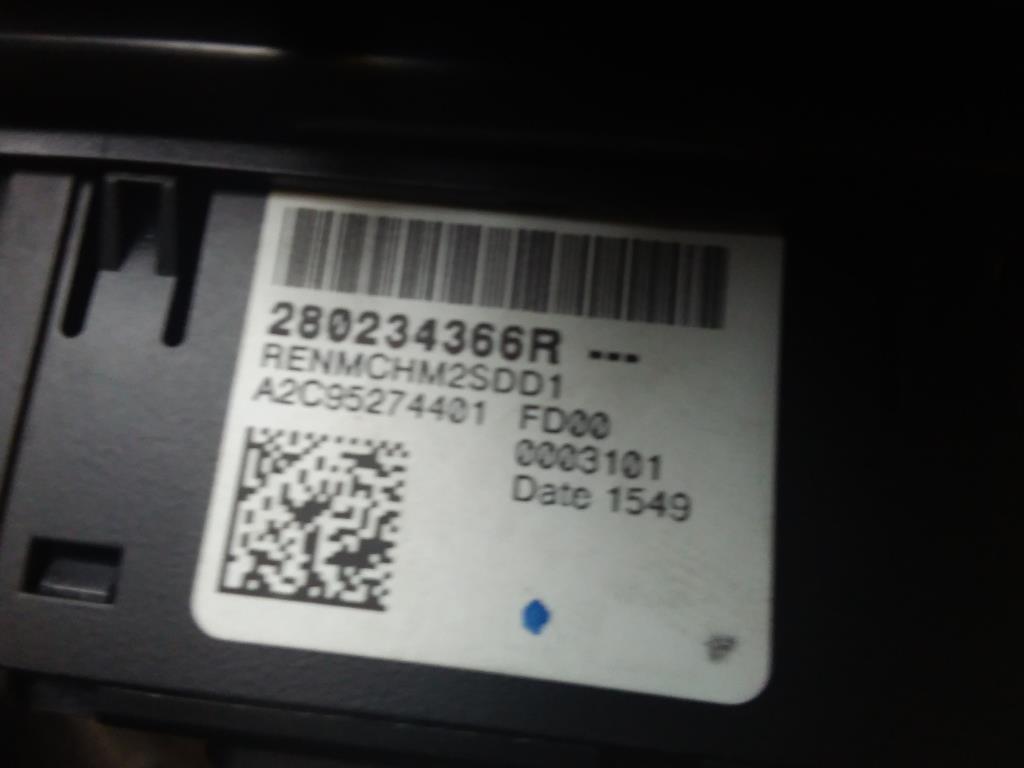 280234366R ---
RENMCHM2SDD1
A2C95274401 FD00
0003101
Date 1549